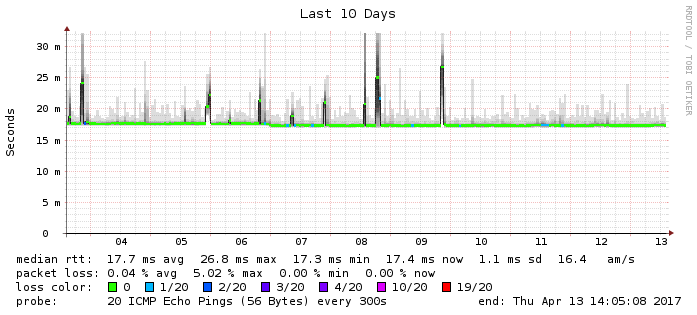 Last 10 Days
RRDTOOL / TOBI OETIKER
Seconds
30 m
25 m
20 m
15 m
10 m
5 m
0
04 05 06 07 08 09 10 11 12 13
median rtt: 17.7 ms avg 26.8 ms max 17.3 ms min 17.4 ms now 1.1 ms sd 16.4 am/s
packet loss: 0.04 % avg 5.02 % max 0.00 % min 0.00 % now
loss color: 0 1/20 2/20 3/20 4/20 10/20 19/20
probe: 20 ICMP Echo Pings (56 Bytes) every 300s end: Thu Apr 13 14:05:08 2017